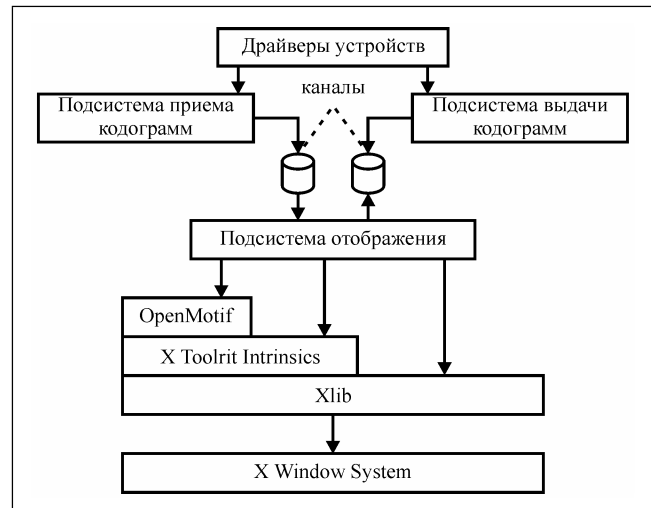 Драйверы устройств
каналы
Подсистема приема
кодограмм
Подсистема выдачи
кодограмм
Подсистема отображения
OpenMotif
X Toolrit Intrinsics
Xlib
X Window System